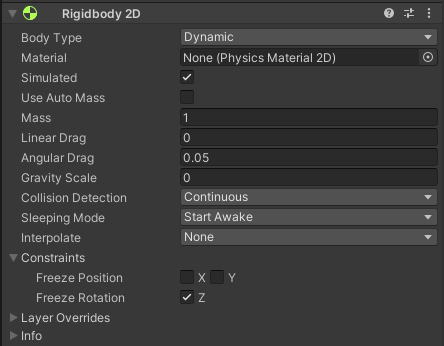 Rigidbody 2D
Body Type Dynamic
Material None (Physics Material 2D)
Simulated
Use Auto Mass
Mass 1
Linear Drag 0
Angular Drag 0.05
Gravity Scale 0
Collision Detection Continuous
Sleeping Mode Start Awake
Interpolate None
Constraints
Freeze Position X Y
Freeze Rotation Z
Layer Overrides
Info